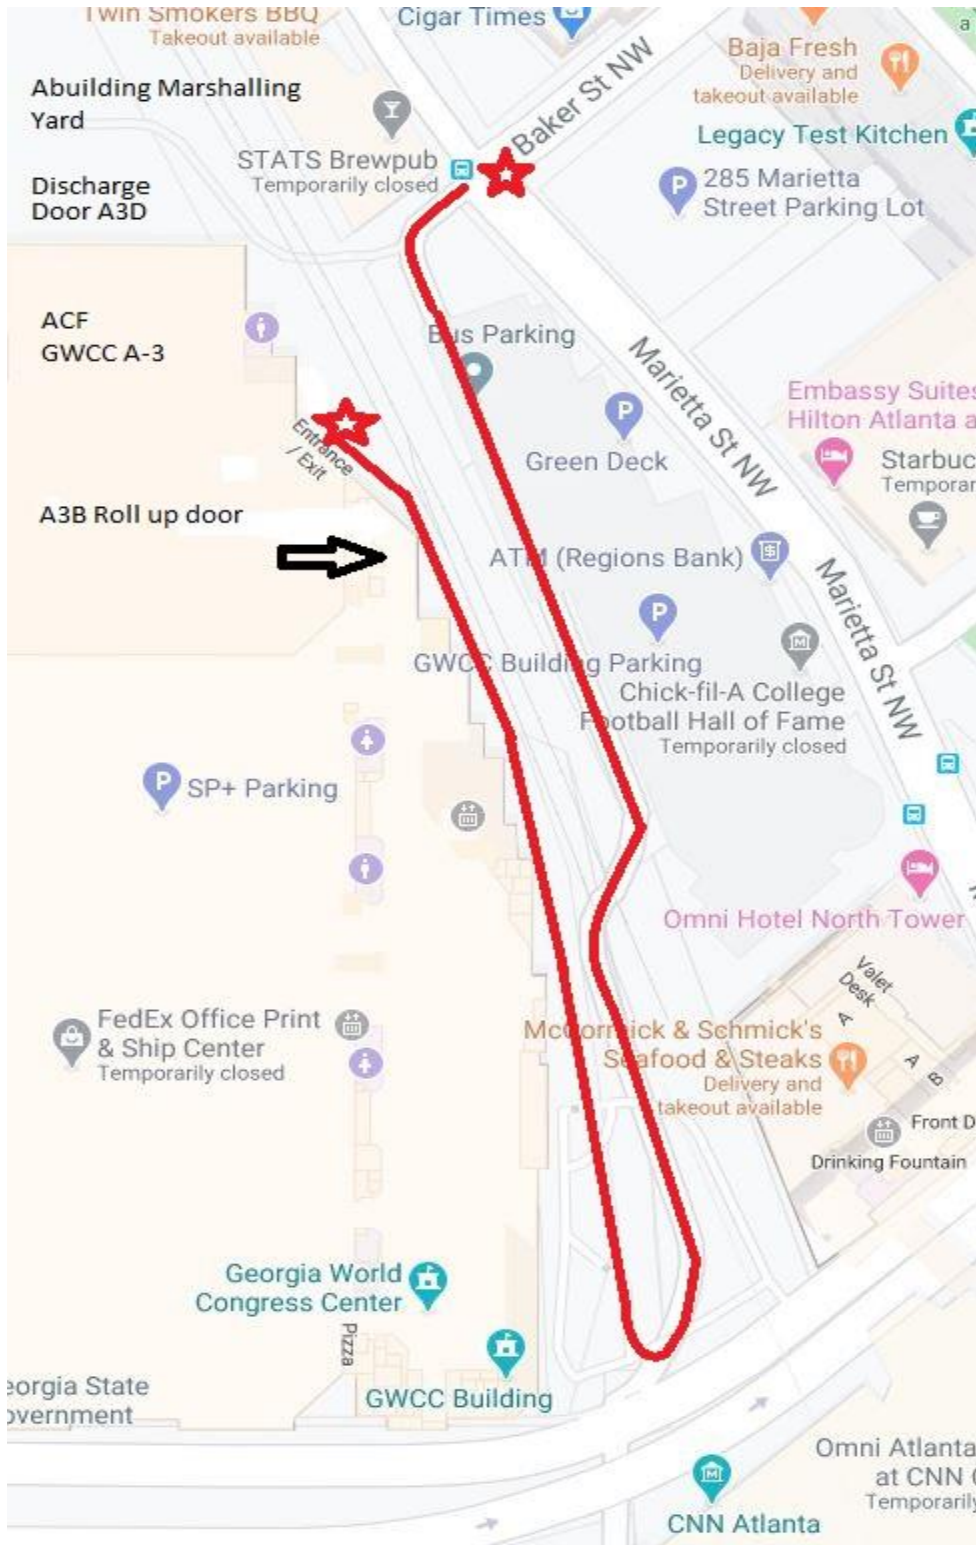 Twin Smokers BBQ
Takeout available
Cigar Times
a
Abuilding Marshalling
Yard
Baja Fresh
Delivery and
takeout available
Baker St NW
Legacy Test Kitchen
STATS Brewpub
Temporarily closed
Discharge
Door A3D
P
285 Marietta
Street Parking Lot
ACF
GWCC A-3
Bus Parking
Marietta St NW
Embassy Suites
Hilton Atlanta a
P
Green Deck
Starbuc
Temporar
Entrance
/ Exit
A3B Roll up door
ATM (Regions Bank)
$
Marietta St NW
P
GWCC Building Parking
Chick-fil-A College
Football Hall of Fame
Temporarily closed
P
SP+ Parking
Omni Hotel North Tower
Valet
Desk
A
A
B
FedEx Office Print
& Ship Center
Temporarily closed
McCormick & Schmick's
Seafood & Steaks
Delivery and
takeout available
Front D
Drinking Fountain
Georgia World
Congress Center
Pizza
GWCC Building
eorgia State
overnment
Omni Atlanta
at CNN
Temporarily
CNN Atlanta